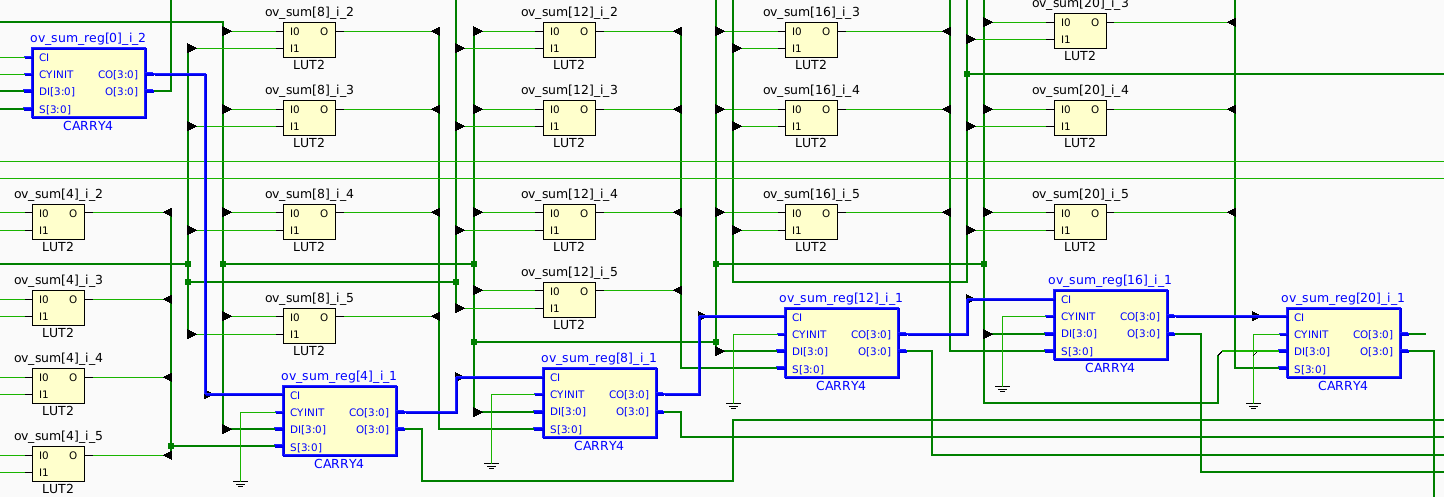 ov_sum_reg[0]_i_2
CI
CYINIT CO[3:0]
DI[3:0] O[3:0]
S[3:0]
CARRY4
ov_sum[4]_i_2
I0 O
I1
LUT2
ov_sum[4]_i_3
I0 O
I1
LUT2
ov_sum[4]_i_4
I0 O
I1
LUT2
ov_sum[4]_i_5
I0 O
I1
LUT2
ov_sum[8]_i_2
I0 O
I1
LUT2
ov_sum[8]_i_3
I0 O
I1
LUT2
ov_sum[8]_i_4
I0 O
I1
LUT2
ov_sum[8]_i_5
I0 O
I1
LUT2
ov_sum_reg[4]_i_1
CI
CYINIT CO[3:0]
DI[3:0] O[3:0]
S[3:0]
CARRY4
ov_sum[12]_i_2
I0 O
I1
LUT2
ov_sum[12]_i_3
I0 O
I1
LUT2
ov_sum[12]_i_4
I0 O
I1
LUT2
ov_sum[12]_i_5
I0 O
I1
LUT2
ov_sum_reg[8]_i_1
CI
CYINIT CO[3:0]
DI[3:0] O[3:0]
S[3:0]
CARRY4
ov_sum[16]_i_3
I0 O
I1
LUT2
ov_sum[16]_i_4
I0 O
I1
LUT2
ov_sum[16]_i_5
I0 O
I1
LUT2
ov_sum_reg[12]_i_1
CI
CYINIT CO[3:0]
DI[3:0] O[3:0]
S[3:0]
CARRY4
ov_sum[20]_i_3
I0 O
I1
LUT2
ov_sum[20]_i_4
I0 O
I1
LUT2
ov_sum[20]_i_5
I0 O
I1
LUT2
ov_sum_reg[16]_i_1
CI
CYINIT CO[3:0]
DI[3:0] O[3:0]
S[3:0]
CARRY4
ov_sum_reg[20]_i_1
CI
CYINIT CO[3:0]
DI[3:0] O[3:0]
S[3:0]
CARRY4